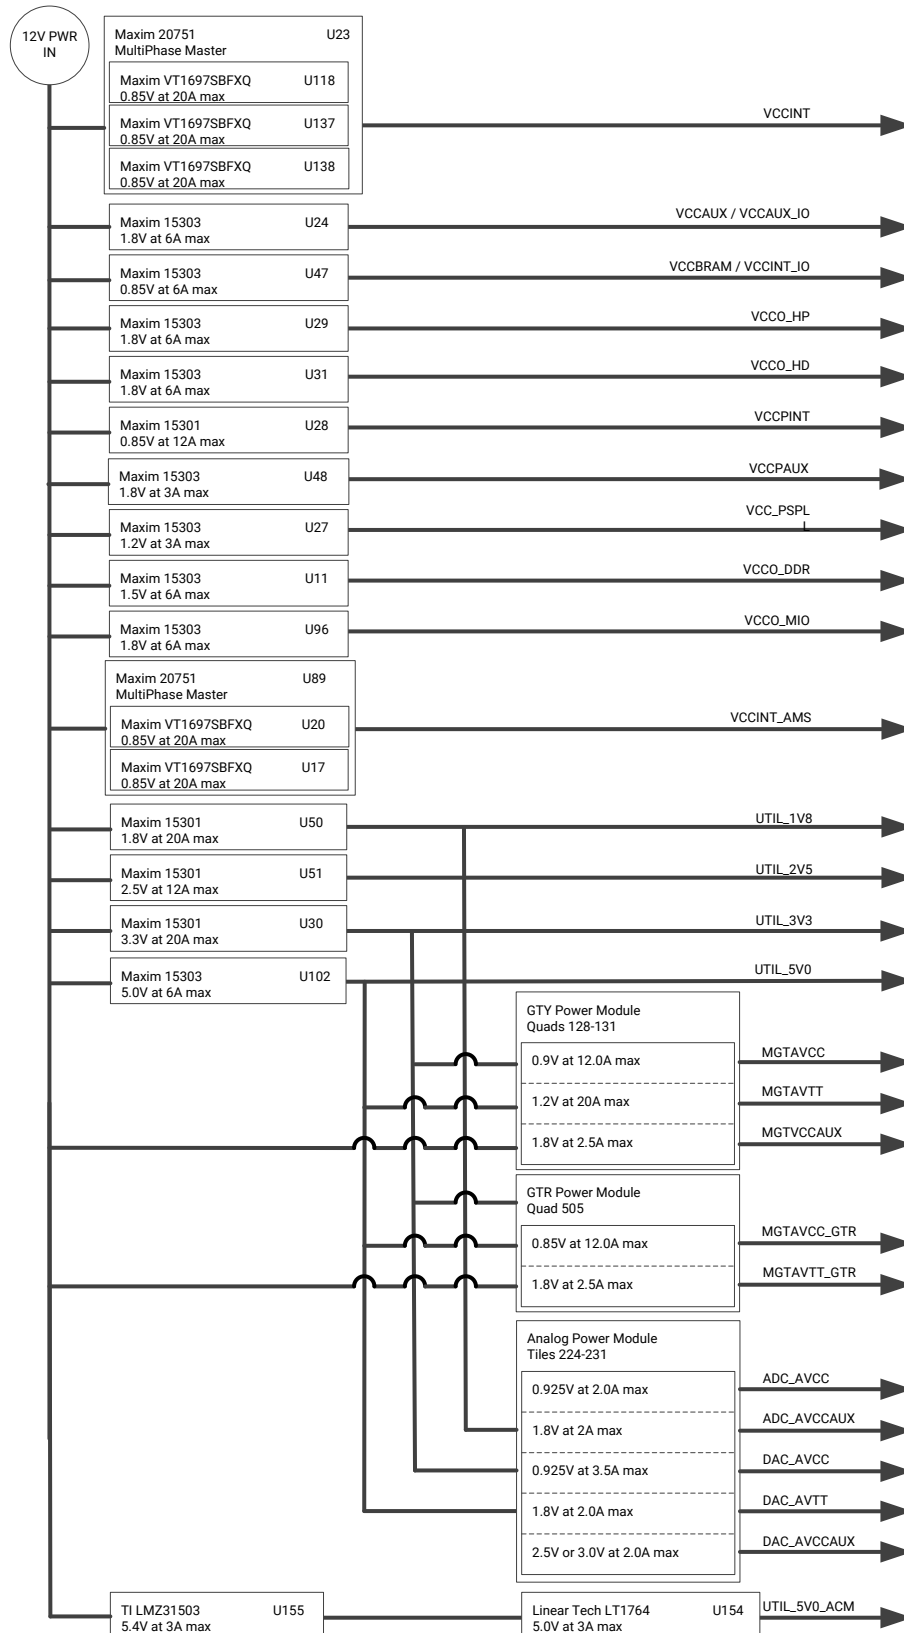 12V PWR
IN
Maxim 20751 U23
MultiPhase Master
Maxim VT1697SBFXQ U118
0.85V at 20A max
Maxim VT1697SBFXQ U137
0.85V at 20A max
Maxim VT1697SBFXQ U138
0.85V at 20A max
VCCINT
Maxim 15303 U24
1.8V at 6A max
VCCAUX / VCCAUX_IO
Maxim 15303 U47
0.85V at 6A max
VCCBRAM / VCCINT_IO
Maxim 15303 U29
1.8V at 6A max
VCCO_HP
Maxim 15303 U31
1.8V at 6A max
VCCO_HD
Maxim 15301 U28
0.85V at 12A max
VCCPINT
Maxim 15303 U48
1.8V at 3A max
VCCPAUX
Maxim 15303 U27
1.2V at 3A max
VCC_PSPL
L
Maxim 15303 U11
1.5V at 6A max
VCCO_DDR
Maxim 15303 U96
1.8V at 6A max
VCCO_MIO
Maxim 20751 U89
MultiPhase Master
Maxim VT1697SBFXQ U20
0.85V at 20A max
Maxim VT1697SBFXQ U17
0.85V at 20A max
VCCINT_AMS
Maxim 15301 U50
1.8V at 20A max
UTIL_1V8
Maxim 15301 U51
2.5V at 12A max
UTIL_2V5
Maxim 15301 U30
3.3V at 20A max
UTIL_3V3
Maxim 15303 U102
5.0V at 6A max
UTIL_5V0
GTY Power Module
Quads 128-131
0.9V at 12.0A max
MGTAVCC
1.2V at 20A max
MGTAVTT
1.8V at 2.5A max
MGTVCCAUX
GTR Power Module
Quad 505
0.85V at 12.0A max
MGTAVCC_GTR
1.8V at 2.5A max
MGTAVTT_GTR
Analog Power Module
Tiles 224-231
0.925V at 2.0A max
ADC_AVCC
1.8V at 2A max
ADC_AVCCAUX
0.925V at 3.5A max
DAC_AVCC
1.8V at 2.0A max
DAC_AVTT
2.5V or 3.0V at 2.0A max
DAC_AVCCAUX
TI LMZ31503 U155
5.4V at 3A max
Linear Tech LT1764 U154
5.0V at 3A max
UTIL_5V0_ACM